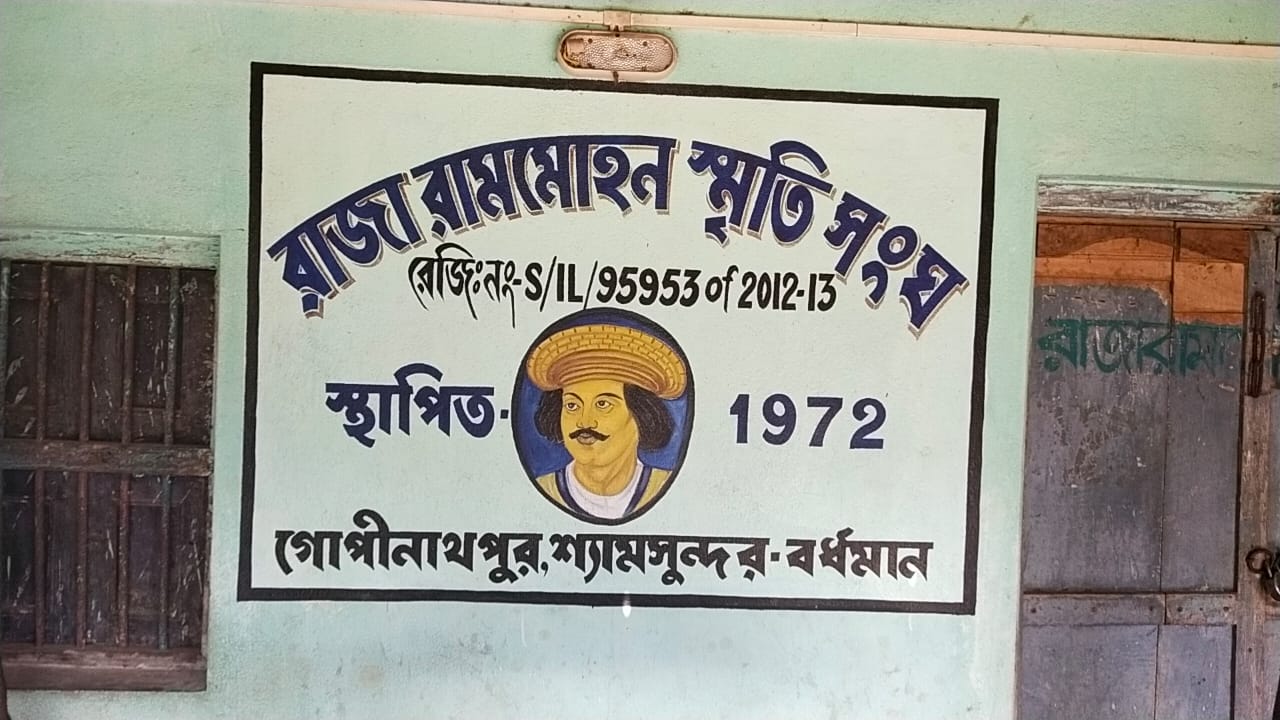 রাজা রামমোহন স্মৃতি সংঘ
রেজিঃনং-S/IL/95953 of 2012-13
স্থাপিত- 1972
গোপীনাথপুর, শ্যামসুন্দর-বর্ধমান